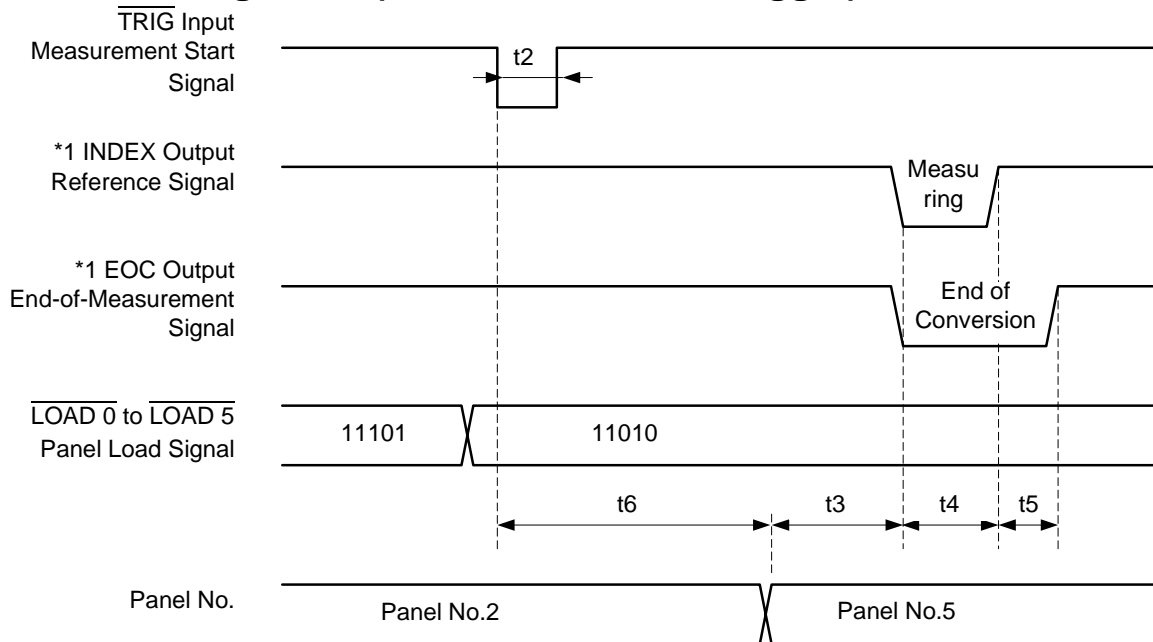 TRIG Input
Measurement Start
Signal
t2
*1 INDEX Output
Reference Signal
Measu
ring
*1 EOC Output
End-of-Measurement
Signal
End of
Conversion
LOAD 0 to LOAD 5
Panel Load Signal
11101
11010
t6
t3
t4
t5
Panel No.
Panel No.2
Panel No.5